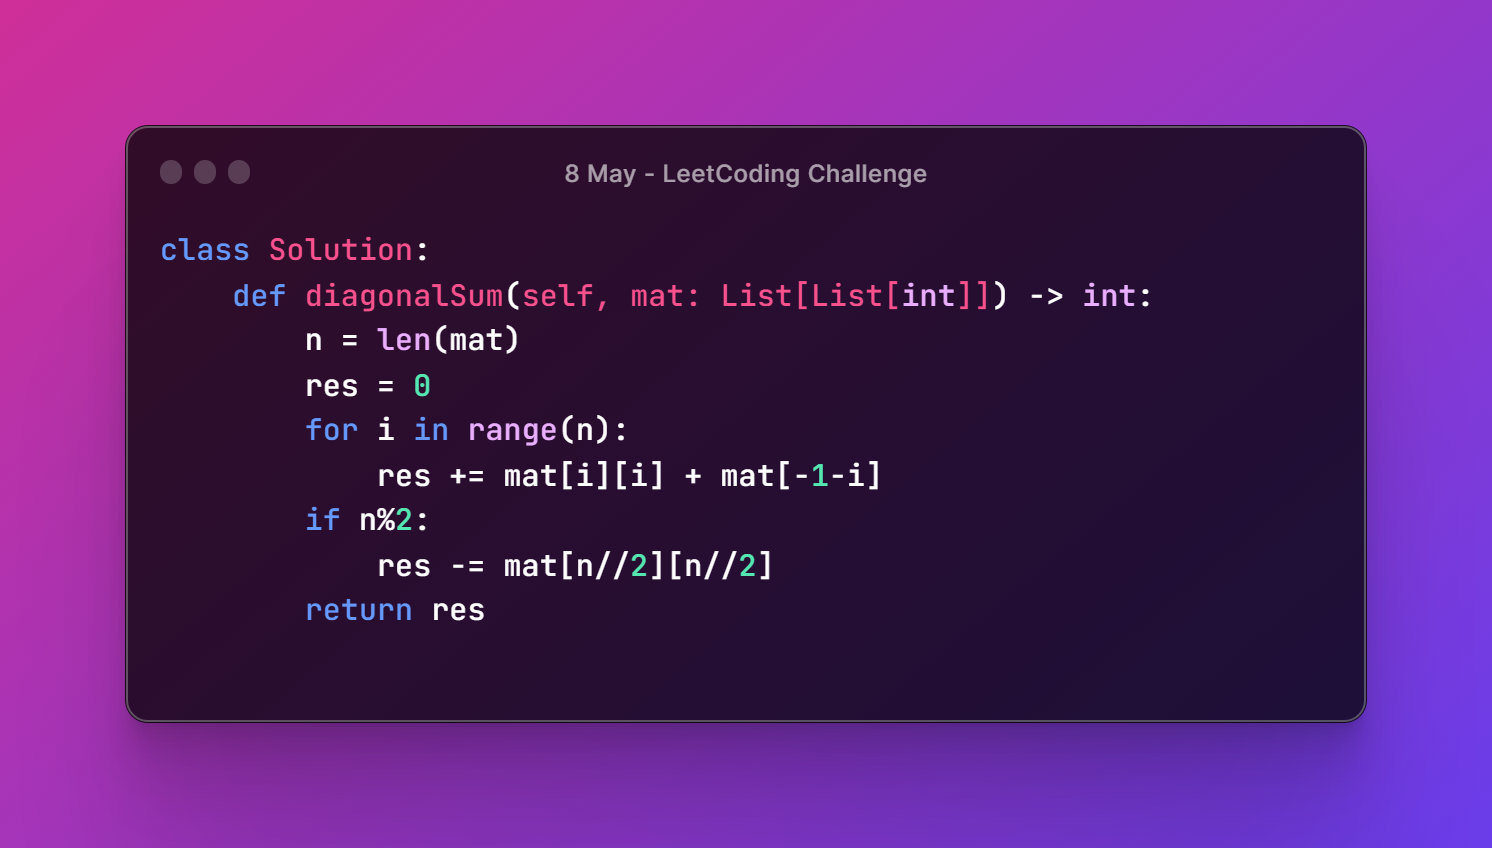 8 May - LeetCoding Challenge
class Solution:
    def diagonalSum(self, mat: List[List[int]]) -> int:
        n = len(mat)
        res = 0
        for i in range(n):
            res += mat[i][i] + mat[-1-i]
        if n%2:
            res -= mat[n//2][n//2]
        return res